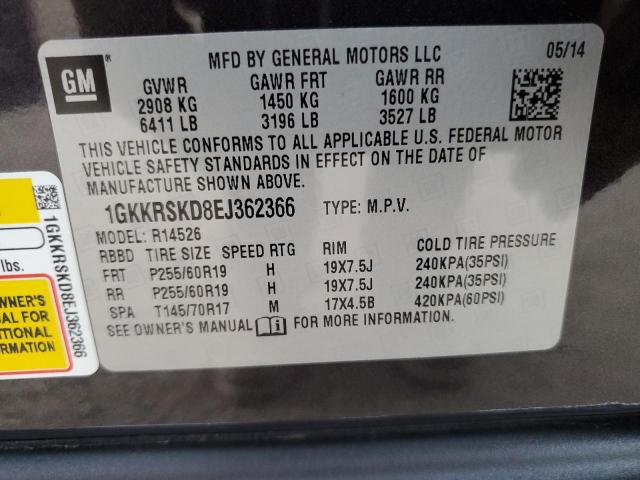 GM
MFD BY GENERAL MOTORS LLC 05/14
GVWR GAWR FRT GAWR RR
2908 KG 1450 KG 1600 KG
6411 LB 3196 LB 3527 LB
THIS VEHICLE CONFORMS TO ALL APPLICABLE U.S. FEDERAL MOTOR
VEHICLE SAFETY STANDARDS IN EFFECT ON THE DATE OF
MANUFACTURE SHOWN ABOVE.
1GKKRSKD8EJ362366 TYPE: M.P.V.
MODEL: R14526
RBBD TIRE SIZE SPEED RTG RIM COLD TIRE PRESSURE
FRT P255/60R19 H 19X7.5J 240KPA(35PSI)
RR P255/60R19 H 19X7.5J 240KPA(35PSI)
SPA T145/70R17 M 17X4.5B 420KPA(60PSI)
SEE OWNER'S MANUAL FOR MORE INFORMATION.
1GKKRSKD8EJ362366
lbs.
WNER'S
FOR
RMATION